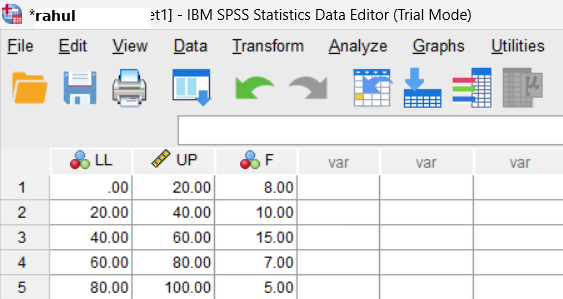 *rahul et1] - IBM SPSS Statistics Data Editor (Trial Mode)
File Edit View Data Transform Analyze Graphs Utilities
LL UP F var var var
1 .00 20.00 8.00
2 20.00 40.00 10.00
3 40.00 60.00 15.00
4 60.00 80.00 7.00
5 80.00 100.00 5.00